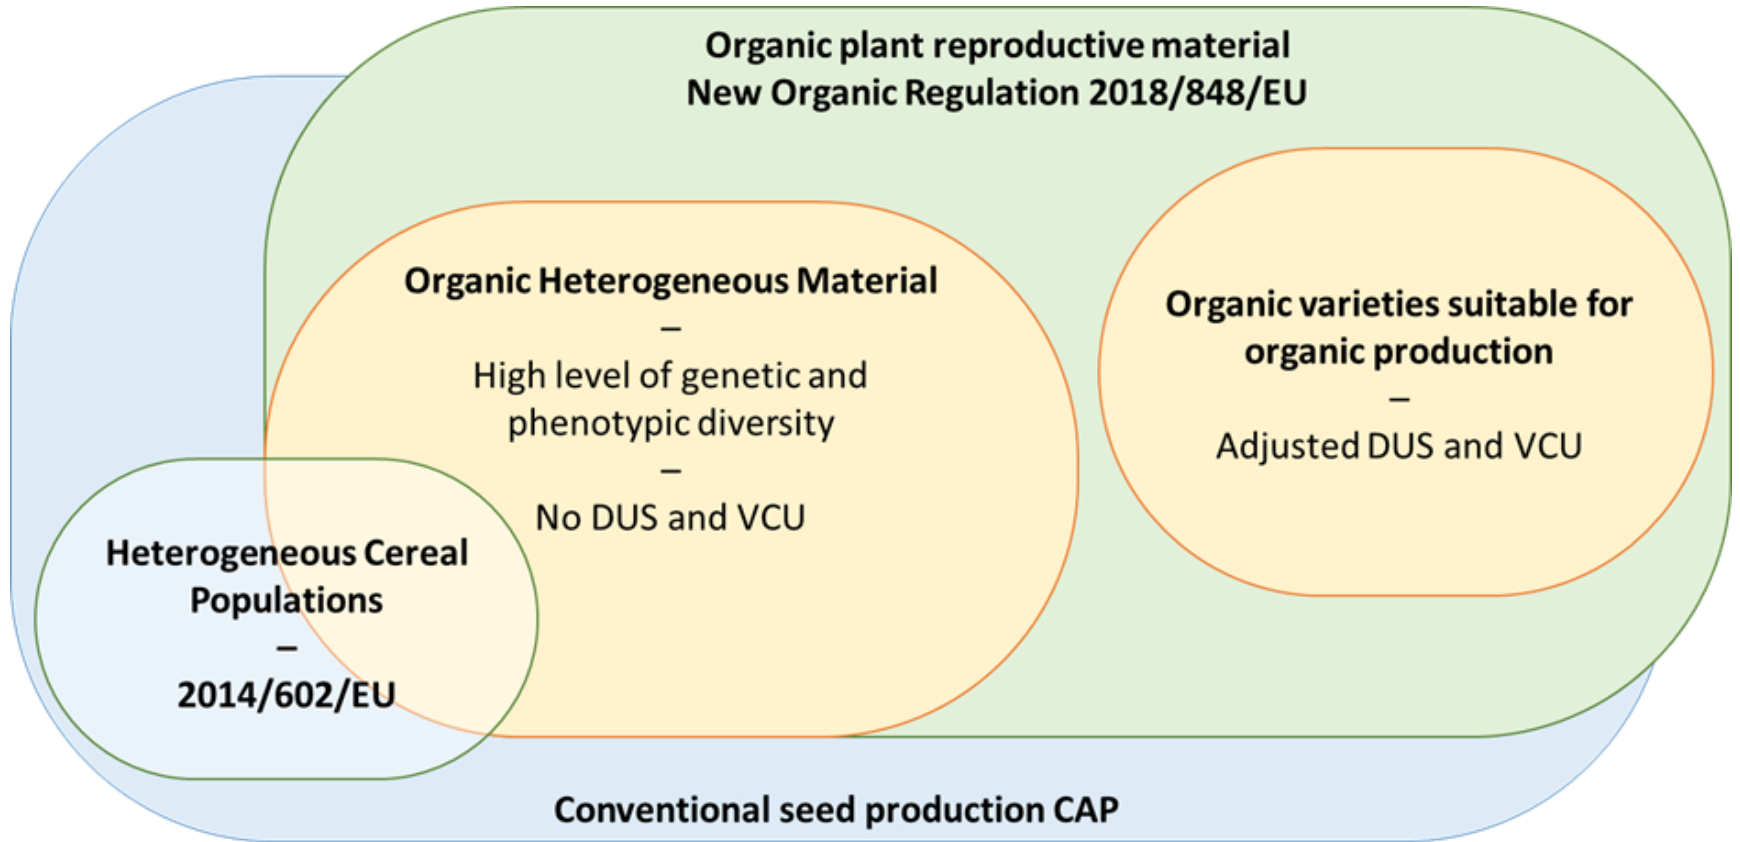 Organic plant reproductive material
New Organic Regulation 2018/848/EU
Organic Heterogeneous Material
–
High level of genetic and
phenotypic diversity
–
No DUS and VCU
Organic varieties suitable for
organic production
–
Adjusted DUS and VCU
Heterogeneous Cereal
Populations
–
2014/602/EU
Conventional seed production CAP